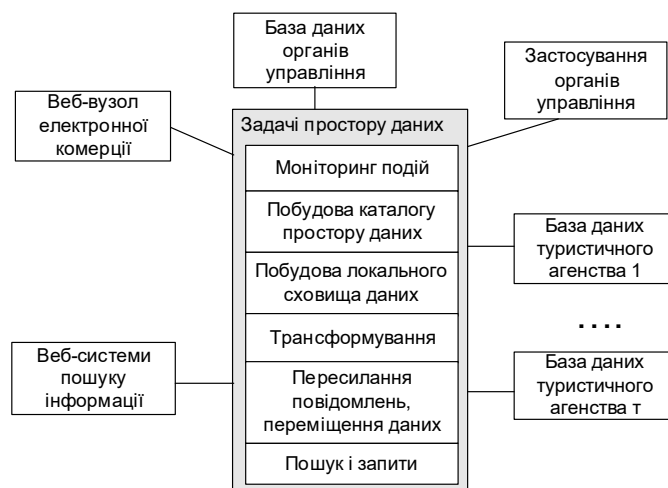 База даних
органів
управління
Застосування
органів
управління
Веб-вузол
електронної
комерції
Задачі простору даних
Моніторинг подій
Побудова каталогу
простору даних
Побудова локального
сховища даних
Трансформування
Пересилання
повідомлень,
переміщення даних
Пошук і запити
База даних
туристичного
агенства 1
....
База даних
туристичного
агенства т
Веб-системи
пошуку
інформації